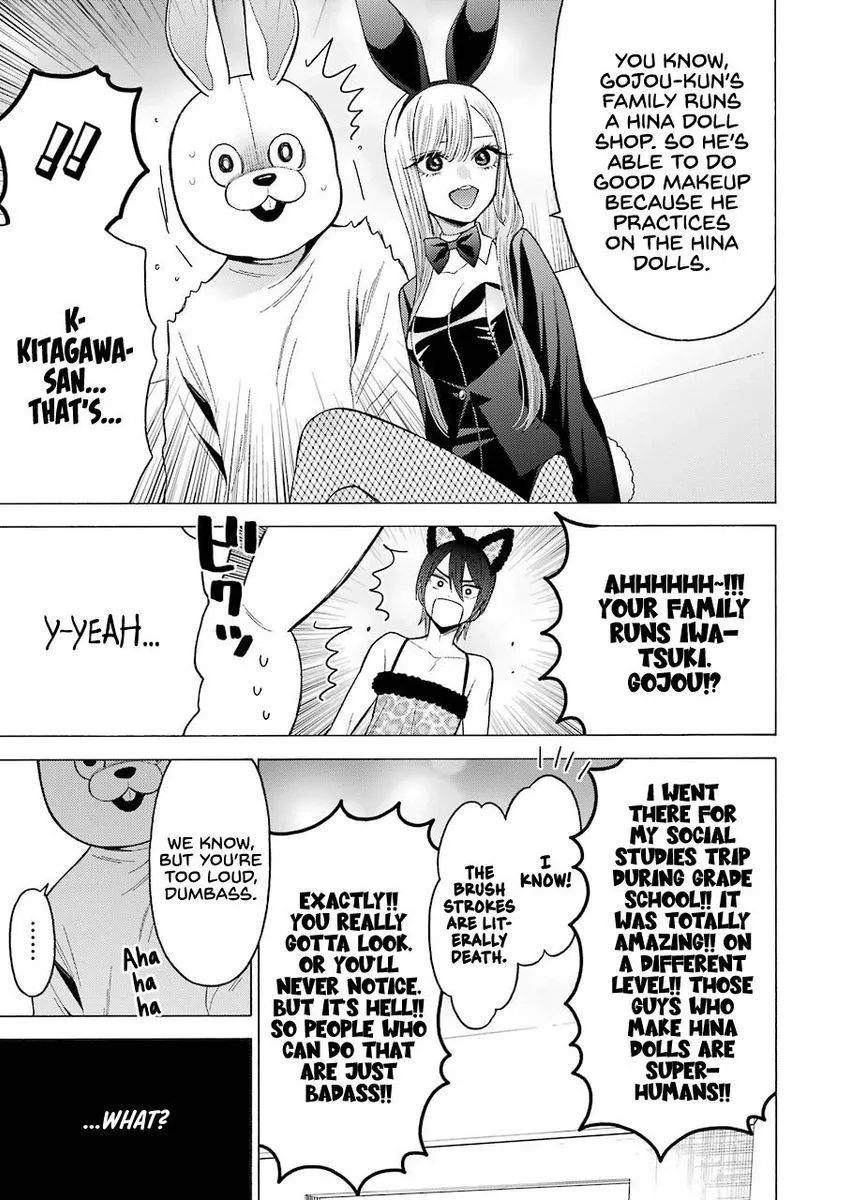 YOU KNOW,
GOJOU-KUN'S
FAMILY RUNS
A HINA DOLL
SHOP. SO HE'S
ABLE TO DO
GOOD MAKEUP
BECAUSE HE
PRACTICES
ON THE HINA
DOLLS.
!!
K-
KITAGAWA-
SAN...
THAT'S...
AHHHHHH~!!!
YOUR FAMILY
RUNS IWA-
TSUKI.
GOJOU!?
ビクッ
Y-YEAH...
I WENT
THERE FOR
MY SOCIAL
STUDIES TRIP
DURING GRADE
SCHOOL!! IT
WAS TOTALLY
AMAZING!! ON
A DIFFERENT
LEVEL!! THOSE
GUYS WHO
MAKE HINA
DOLLS ARE
SUPER-
HUMANS!!
I
KNOW!
THE
BRUSH
STROKES
ARE LIT-
ERALLY
DEATH.
EXACTLY!!
YOU REALLY
GOTTA LOOK.
OR YOU'LL
NEVER NOTICE.
BUT IT'S HELL!!
SO PEOPLE WHO
CAN DO THAT
ARE JUST
BADASS!!
WE KNOW,
BUT YOU'RE
TOO LOUD,
DUMBASS.
Aha
ha
ha
......
...WHAT?